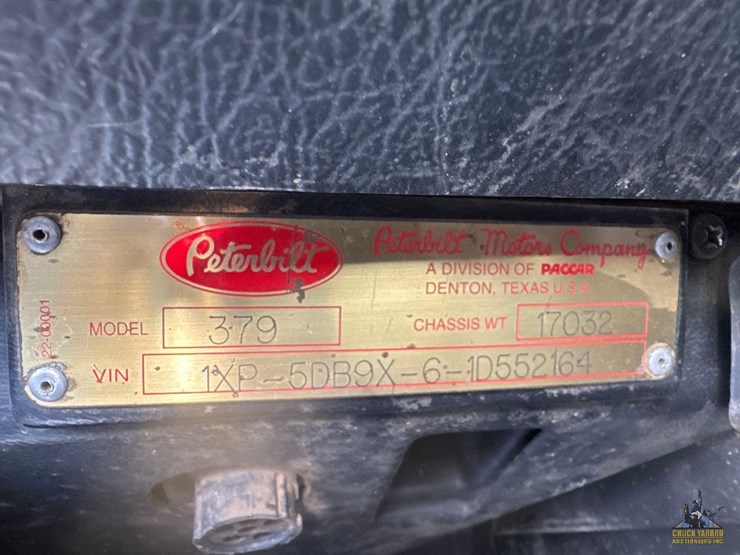 Peterbilt
Peterbilt Motors Company
A DIVISION OF PACCAR
DENTON, TEXAS U.S.A
22-00001
MODEL 379 CHASSIS WT 17032
VIN 1XP-5DB9X-6-1D552164
CHUCK YARBRO
AUCTIONEERS INC.